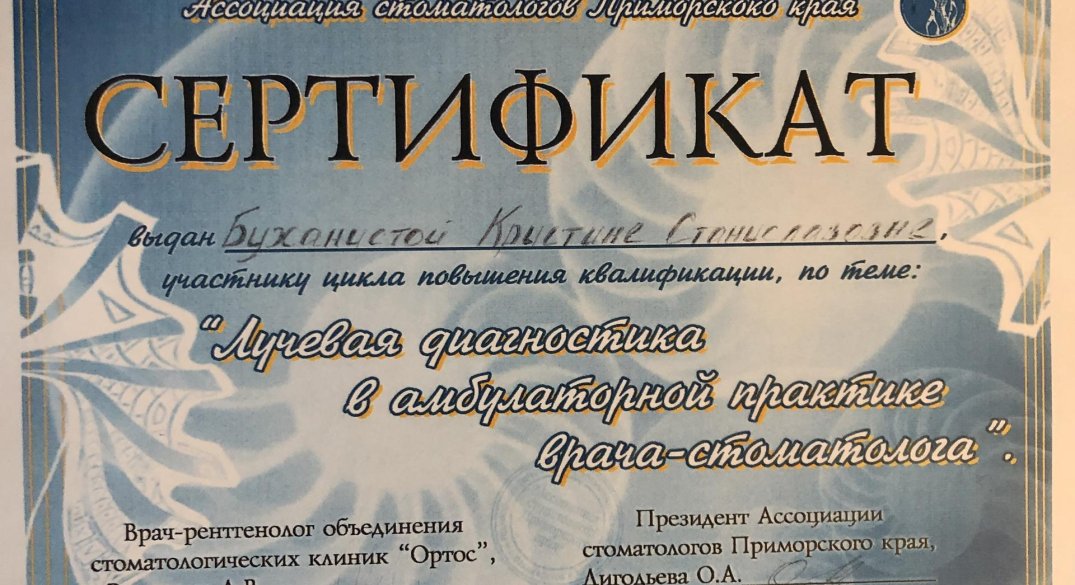 Ассоциация стоматологов Приморского края
СЕРТИФИКАТ
выдан Буханистой Кристине Станиславовне,
участнику цикла повышения квалификации, по теме:
“Лучевая диагностика
в амбулаторной практике
врача-стоматолога”.
Врач-рентгенолог объединения
стоматологических клиник “Ортос”,
А.В.
Президент Ассоциации
стоматологов Приморского края,
Лигодьева О.А.